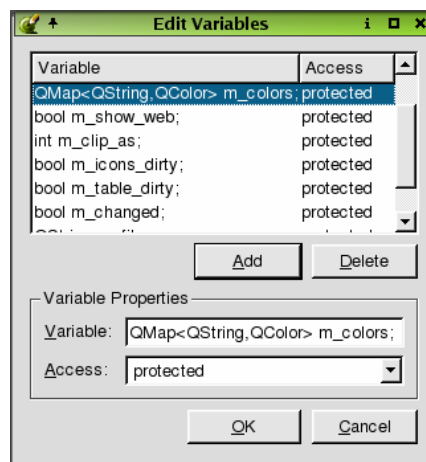 Edit Variables
Variable Access
QMap<QString,QColor> m_colors; protected
bool m_show_web; protected
int m_clip_as; protected
bool m_icons_dirty; protected
bool m_table_dirty; protected
bool m_changed; protected
Add Delete
Variable Properties
Variable: QMap<QString,QColor> m_colors;
Access: protected
OK Cancel